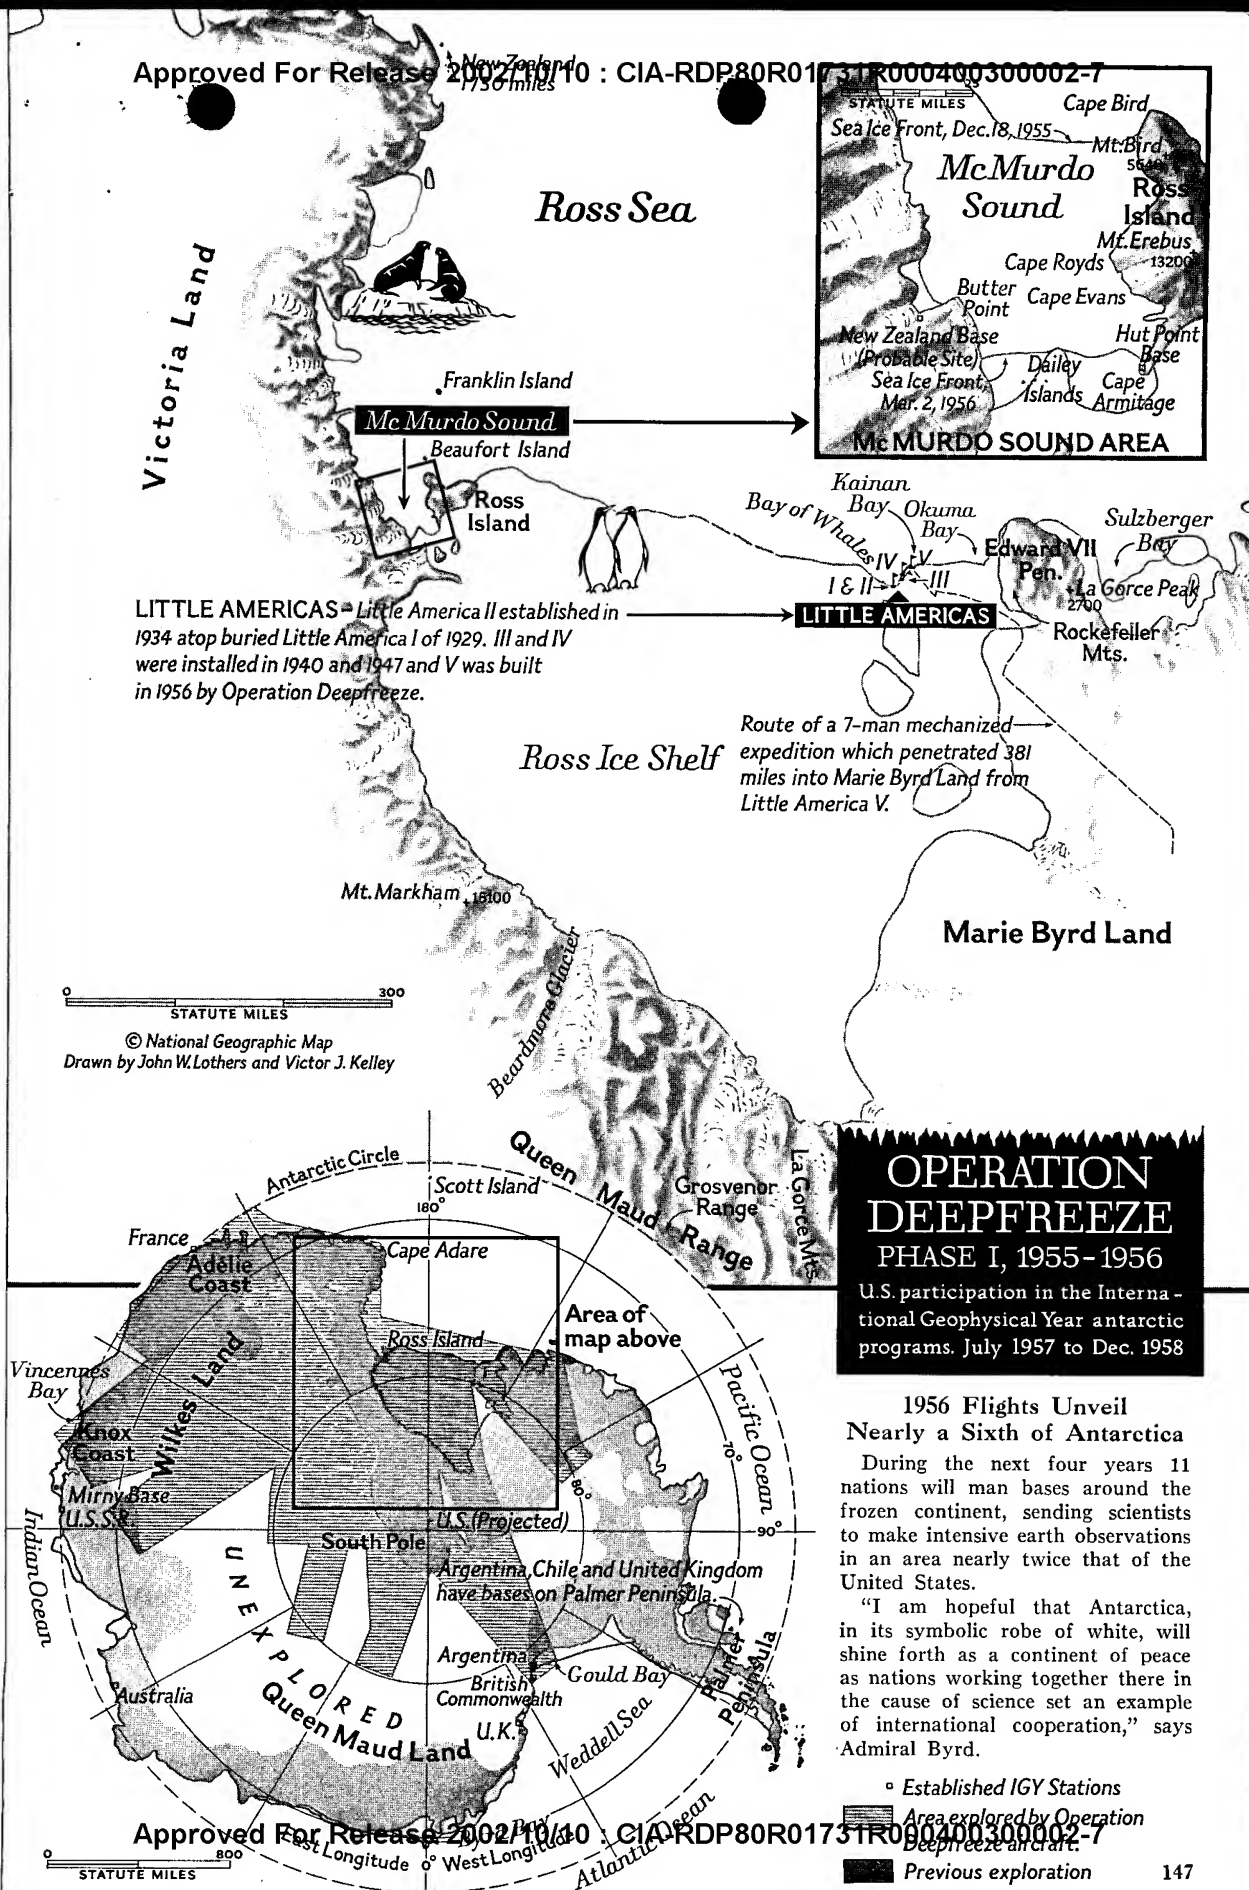 Approved For Release 2002/10/10 : CIA-RDP80R01731R000400300002-7
New Zealand
1750 miles
Ross Sea
Victoria Land
Franklin Island
Mc Murdo Sound
Beaufort Island
Ross
Island
STATUTE MILES
Cape Bird
Sea Ice Front, Dec. 18, 1955
Mt. Bird
McMurdo
Sound
Ross
Island
Mt. Erebus
13200
Cape Royds
Butter
Point
Cape Evans
New Zealand Base
(Probable Site)
Hut Point
Base
Sea Ice Front,
Mar. 2, 1956
Dailey
Islands
Cape
Armitage
Mc MURDO SOUND AREA
Kainan
Bay
Bay of Whales
Okuma
Bay
Sulzberger
Bay
Edward VII
Pen.
IV
V
I & II
III
La Gorce Peak
2700
LITTLE AMERICAS
Rockefeller
Mts.
LITTLE AMERICAS - Little America II established in
1934 atop buried Little America I of 1929. III and IV
were installed in 1940 and 1947 and V was built
in 1956 by Operation Deepfreeze.
Ross Ice Shelf
Route of a 7-man mechanized
expedition which penetrated 381
miles into Marie Byrd Land from
Little America V.
Mt. Markham 15100
Marie Byrd Land
Beardmore Glacier
0 300
STATUTE MILES
© National Geographic Map
Drawn by John W. Lothers and Victor J. Kelley
Queen Maud Range
Grosvenor
Range
La Gorce Mts.
OPERATION
DEEPFREEZE
PHASE I, 1955-1956
U.S. participation in the Interna-
tional Geophysical Year antarctic
programs. July 1957 to Dec. 1958
Antarctic Circle
Scott Island
180°
France
Adélie
Coast
Cape Adare
Area of
map above
Ross Island
Vincennes
Bay
Wilkes Land
Knox
Coast
Mirny Base
U.S.S.R.
Indian Ocean
Pacific Ocean
70°
80°
90°
U.S. (Projected)
South Pole
Argentina, Chile and United Kingdom
have bases on Palmer Peninsula.
UNEXPLORED
Argentina
Gould Bay
British
Commonwealth
Palmer
Peninsula
Australia
Queen Maud Land
U.K.
Weddell Sea
Atlantic Ocean
East Longitude 0° West Longitude
Bay
0 800
STATUTE MILES
1956 Flights Unveil
Nearly a Sixth of Antarctica
During the next four years 11
nations will man bases around the
frozen continent, sending scientists
to make intensive earth observations
in an area nearly twice that of the
United States.
"I am hopeful that Antarctica,
in its symbolic robe of white, will
shine forth as a continent of peace
as nations working together there in
the cause of science set an example
of international cooperation," says
Admiral Byrd.
Established IGY Stations
Area explored by Operation
Deepfreeze aircraft.
Previous exploration
147
Approved For Release 2002/10/10 : CIA-RDP80R01731R000400300002-7